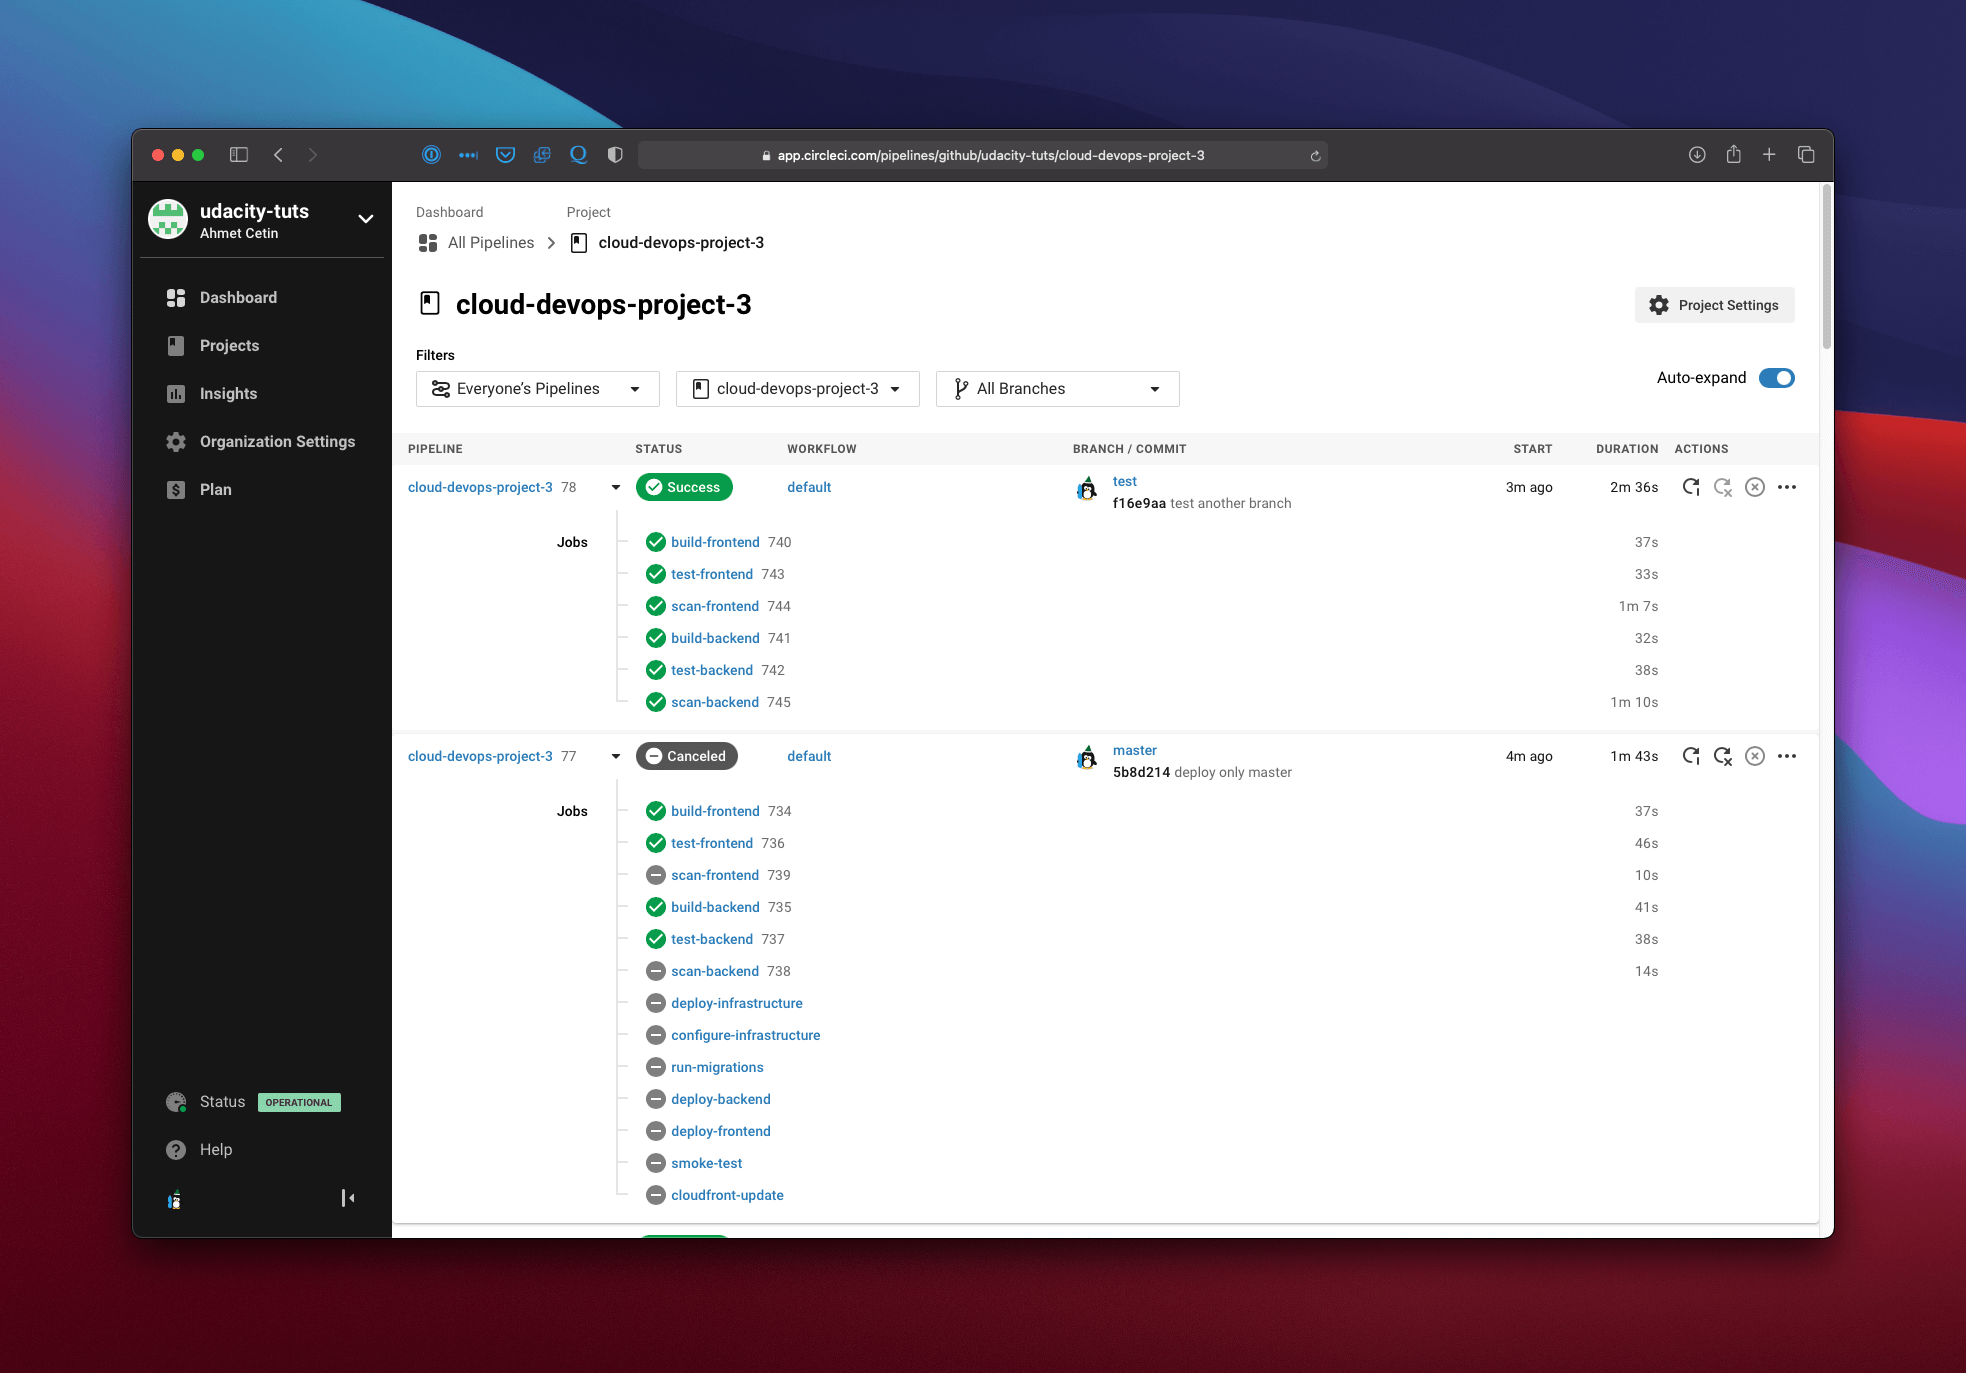 app.circleci.com/pipelines/github/udacity-tuts/cloud-devops-project-3
udacity-tuts
Ahmet Cetin
Dashboard
Projects
Insights
Organization Settings
Plan
Status OPERATIONAL
Help
Dashboard Project
All Pipelines cloud-devops-project-3
cloud-devops-project-3
Project Settings
Filters
Everyone’s Pipelines cloud-devops-project-3 All Branches
Auto-expand
PIPELINE STATUS WORKFLOW BRANCH / COMMIT START DURATION ACTIONS
cloud-devops-project-3 78 Success default test 3m ago 2m 36s
f16e9aa test another branch
Jobs build-frontend 740 37s
test-frontend 743 33s
scan-frontend 744 1m 7s
build-backend 741 32s
test-backend 742 38s
scan-backend 745 1m 10s
cloud-devops-project-3 77 Canceled default master 4m ago 1m 43s
5b8d214 deploy only master
Jobs build-frontend 734 37s
test-frontend 736 46s
scan-frontend 739 10s
build-backend 735 41s
test-backend 737 38s
scan-backend 738 14s
deploy-infrastructure
configure-infrastructure
run-migrations
deploy-backend
deploy-frontend
smoke-test
cloudfront-update